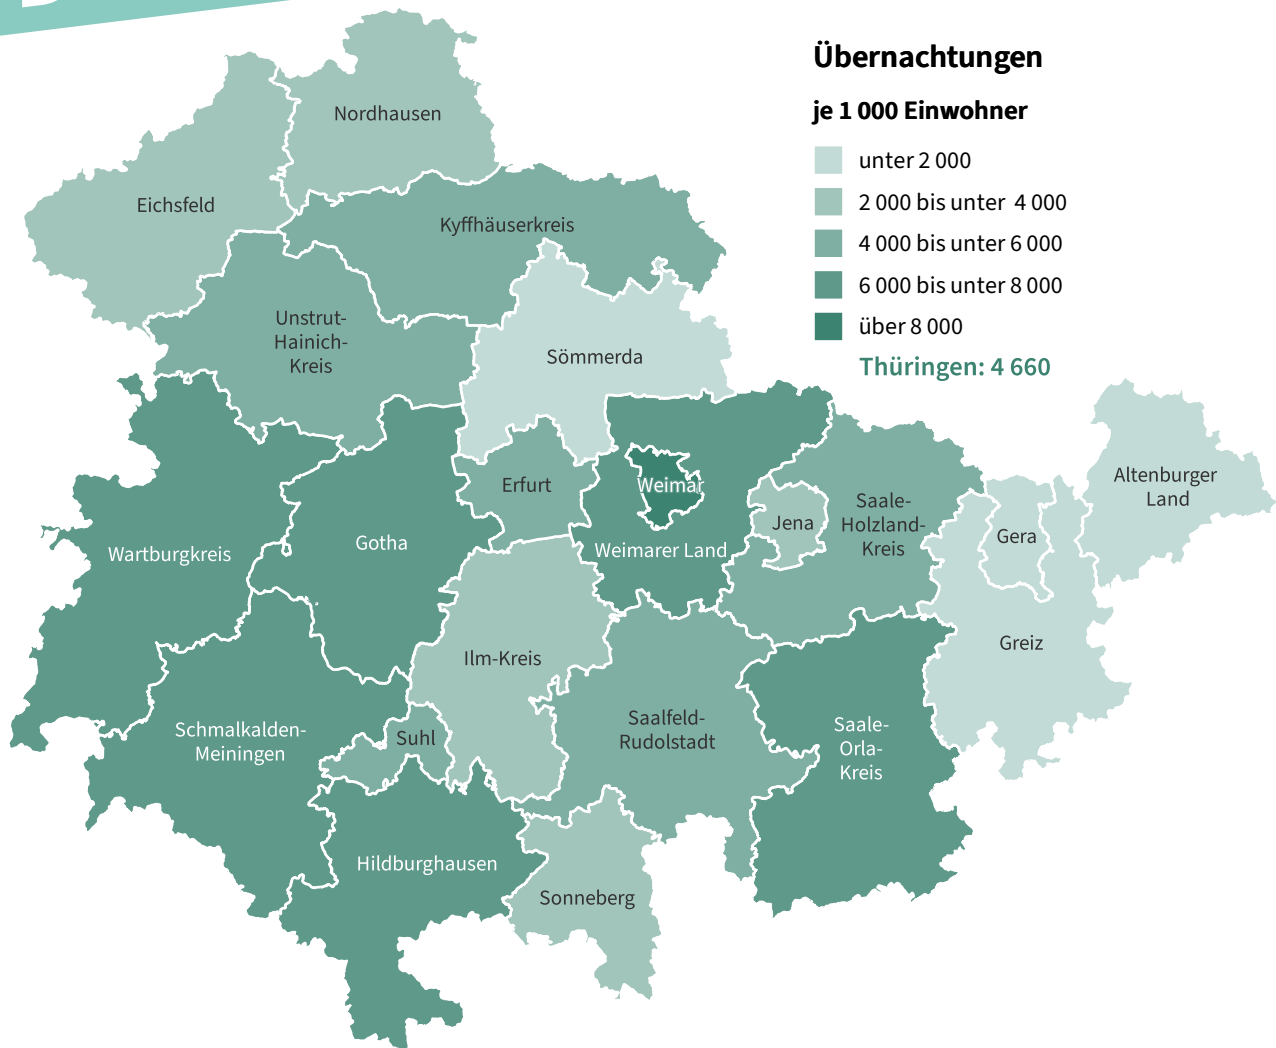 Übernachtungen
je 1 000 Einwohner
unter 2 000
2 000 bis unter 4 000
4 000 bis unter 6 000
6 000 bis unter 8 000
über 8 000
Thüringen: 4 660
Nordhausen
Eichsfeld
Kyffhäuserkreis
Unstrut-
Hainich-
Kreis
Sömmerda
Altenburger
Land
Erfurt
Weimar
Saale-
Holzland-
Kreis
Jena
Gera
Wartburgkreis
Gotha
Weimarer Land
Greiz
Ilm-Kreis
Schmalkalden-
Meiningen
Suhl
Saalfeld-
Rudolstadt
Saale-
Orla-
Kreis
Hildburghausen
Sonneberg